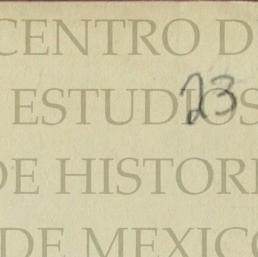 CENTRO D
ESTUDIOS
23
DE HISTORI
DE MEXICO